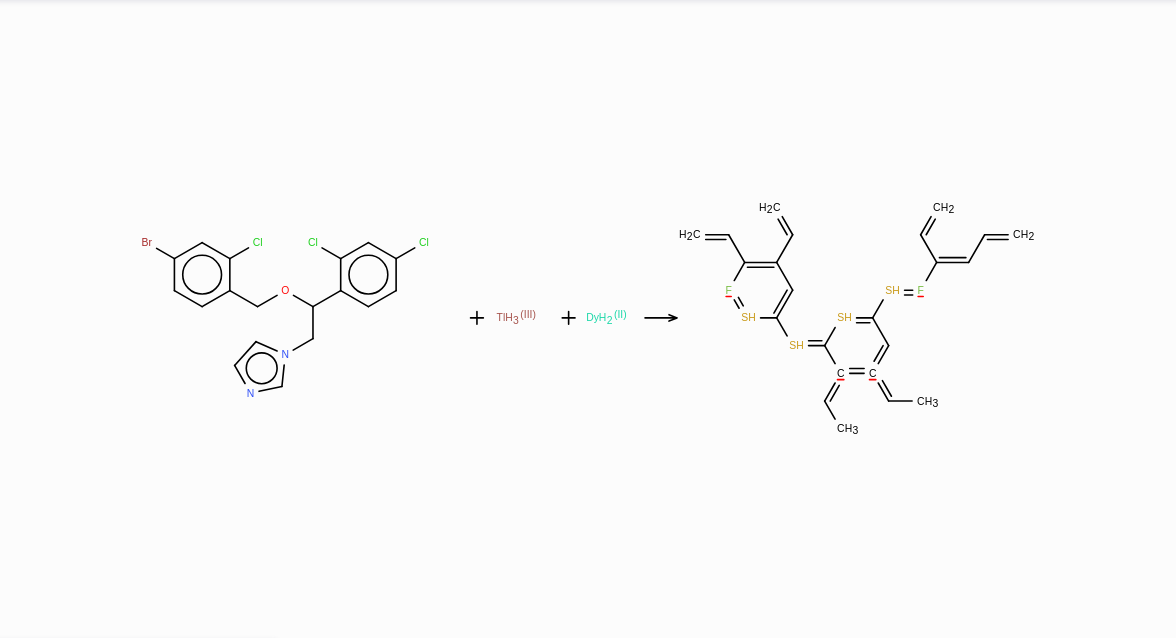 H2C
CH2
H2C
CH2
Br
Cl
Cl
Cl
O
F
SH
F
+ TlH3(III) + DyH2(II)
SH
SH
SH
N
C
C
N
CH3
CH3